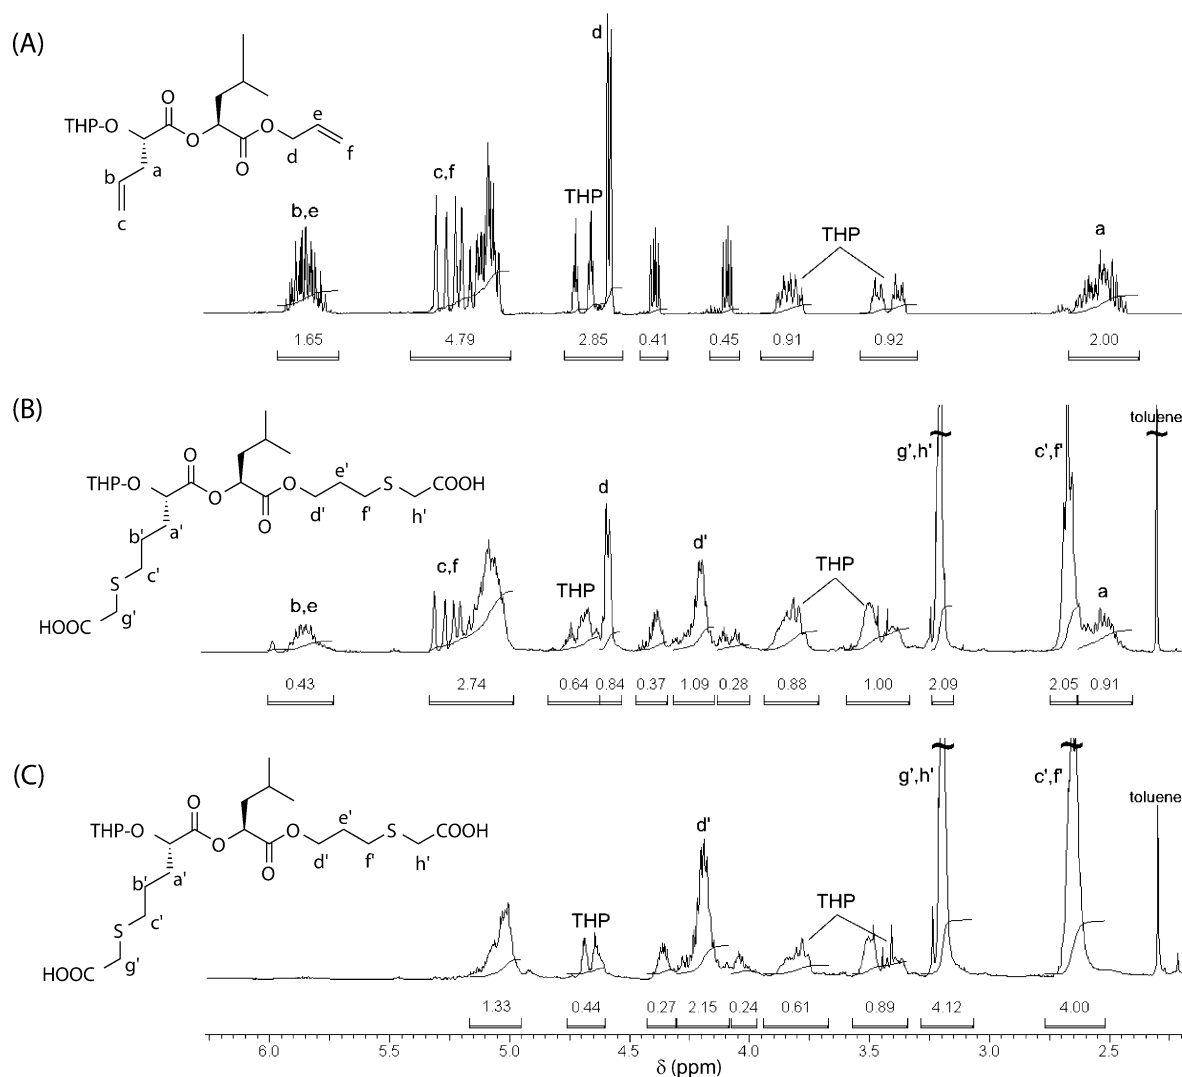 (A)
THP-O
O
O
O
O
a
b
c
d
e
f
b,e
c,f
THP
d
THP
a
1.65
4.79
2.85
0.41
0.45
0.91
0.92
2.00
(B)
THP-O
O
O
O
O
S
COOH
a'
b'
c'
d'
e'
f'
h'
S
HOOC
g'
b,e
c,f
THP
d
d'
THP
g',h'
c',f'
a
toluene
0.43
2.74
0.64
0.84
0.37
1.09
0.28
0.88
1.00
2.09
2.05
0.91
(C)
THP-O
O
O
O
O
S
COOH
a'
b'
c'
d'
e'
f'
h'
S
HOOC
g'
THP
d'
THP
g',h'
c',f'
toluene
1.33
0.44
0.27
2.15
0.24
0.61
0.89
4.12
4.00
6.0
5.5
5.0
4.5
4.0
3.5
3.0
2.5
δ (ppm)